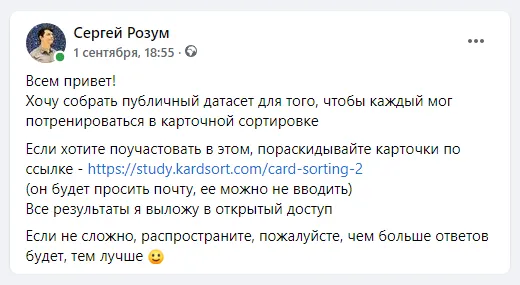 Сергей Розум
1 сентября, 18:55 ·
Всем привет!
Хочу собрать публичный датасет для того, чтобы каждый мог
потренироваться в карточной сортировке
Если хотите поучаствовать в этом, пораскидывайте карточки по
ссылке - https://study.kardsort.com/card-sorting-2
(он будет просить почту, ее можно не вводить)
Все результаты я выложу в открытый доступ
Если не сложно, распространите, пожалуйста, чем больше ответов
будет, тем лучше 😀